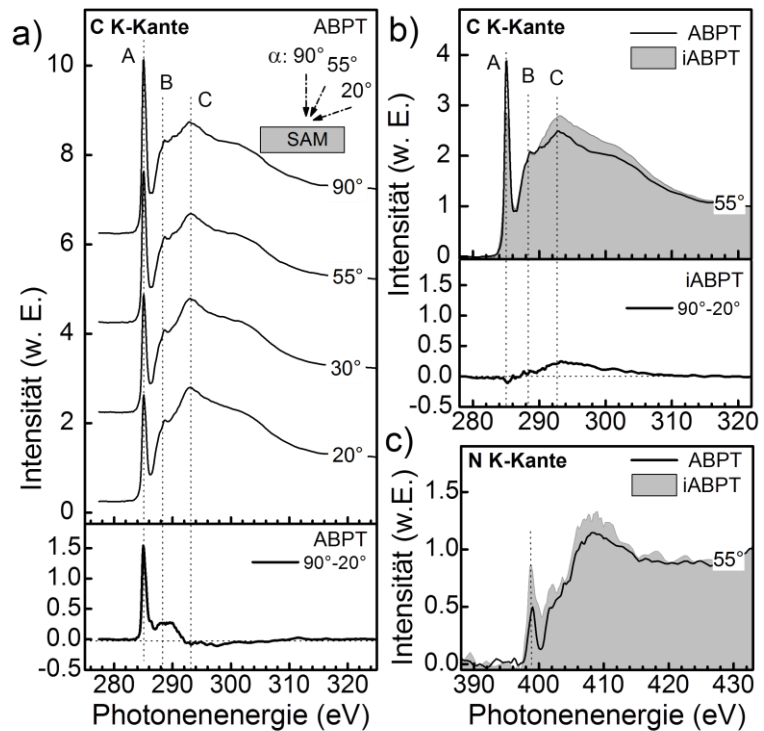 a)
C K-Kante ABPT
A
B
C
α: 90°
55°
20°
SAM
90°
55°
30°
20°
10
8
6
4
2
0
Intensität (w. E.)
ABPT
90°-20°
1.5
1.0
0.5
0.0
-0.5
280 290 300 310 320
Photonenenergie (eV)
b)
C K-Kante
ABPT
iABPT
A
B
C
55°
4
3
2
1
0
Intensität (w. E.)
iABPT
90°-20°
1.0
0.5
0.0
-0.5
280 290 300 310 320
c)
N K-Kante
ABPT
iABPT
55°
1.5
1.0
0.5
0.0
Intensität (w.E.)
390 400 410 420 430
Photonenenergie (eV)